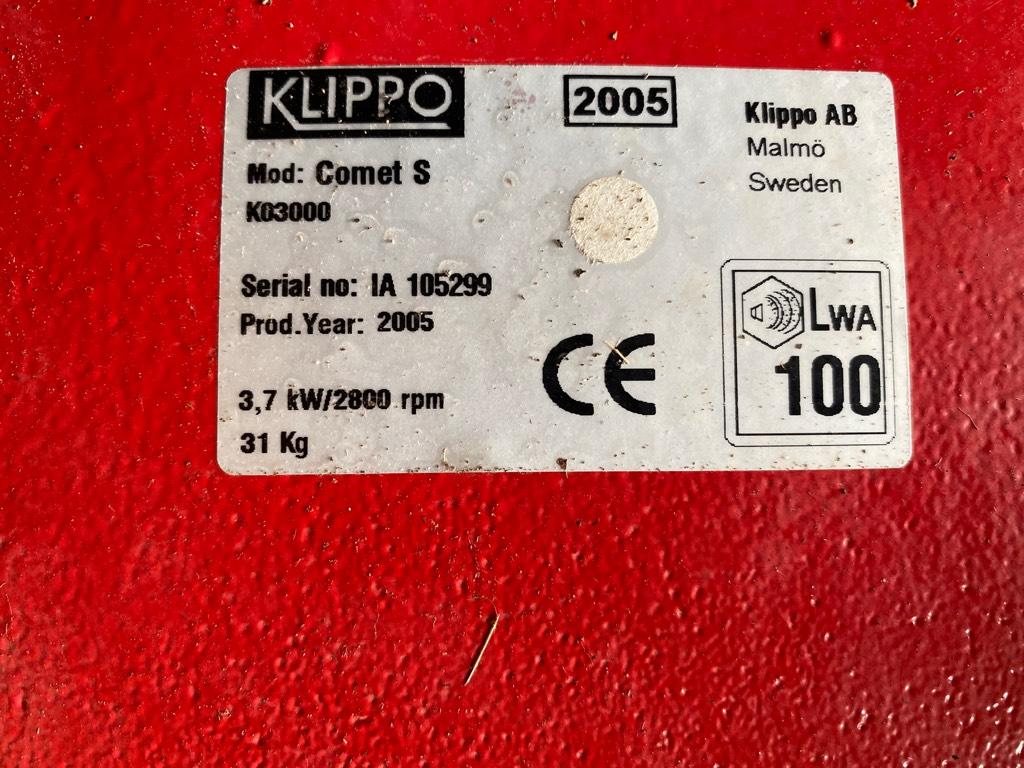 KLIPPO
2005
Klippo AB
Malmö
Sweden
Mod: Comet S
K03000
Serial no: IA 105299
Prod.Year: 2005
3,7 kW/2800 rpm
31 Kg
CE
LWA
100